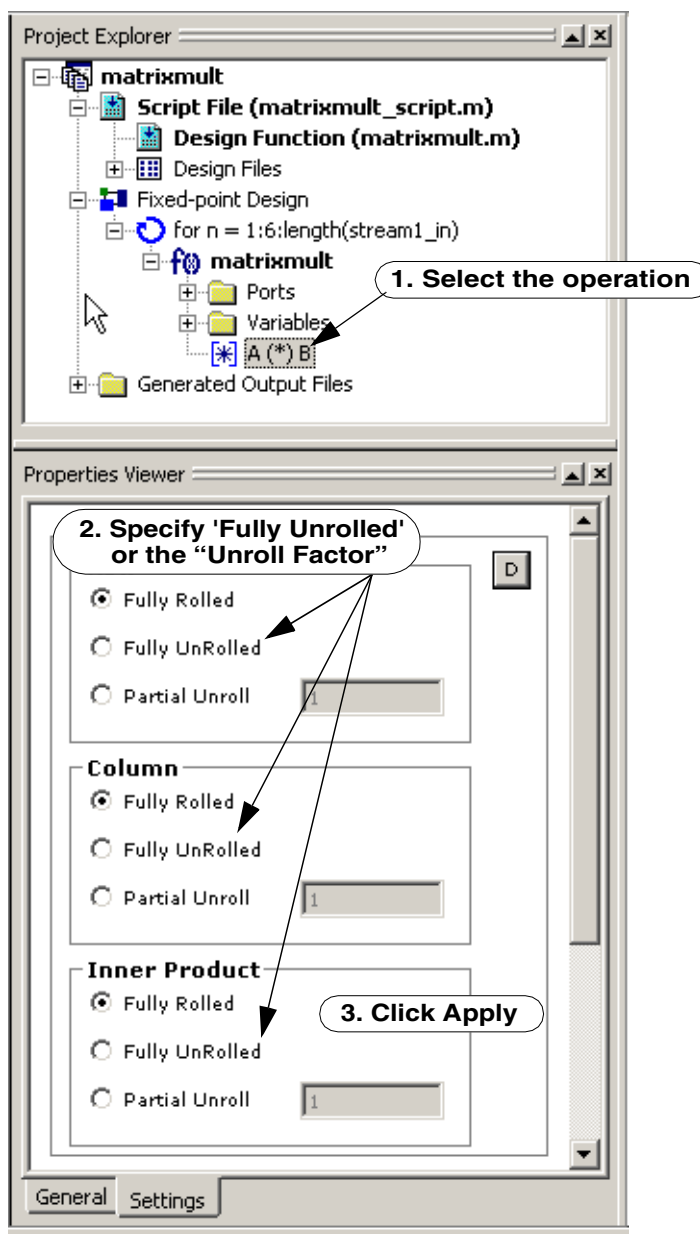 Project Explorer
matrixmult
Script File (matrixmult_script.m)
Design Function (matrixmult.m)
Design Files
Fixed-point Design
for n = 1:6:length(stream1_in)
f() matrixmult
1. Select the operation
Ports
Variables
[*] A (*) B
Generated Output Files
Properties Viewer
2. Specify 'Fully Unrolled'
or the “Unroll Factor”
D
Fully Rolled
Fully UnRolled
Partial Unroll 1
Column
Fully Rolled
Fully UnRolled
Partial Unroll 1
Inner Product
Fully Rolled
3. Click Apply
Fully UnRolled
Partial Unroll 1
General Settings